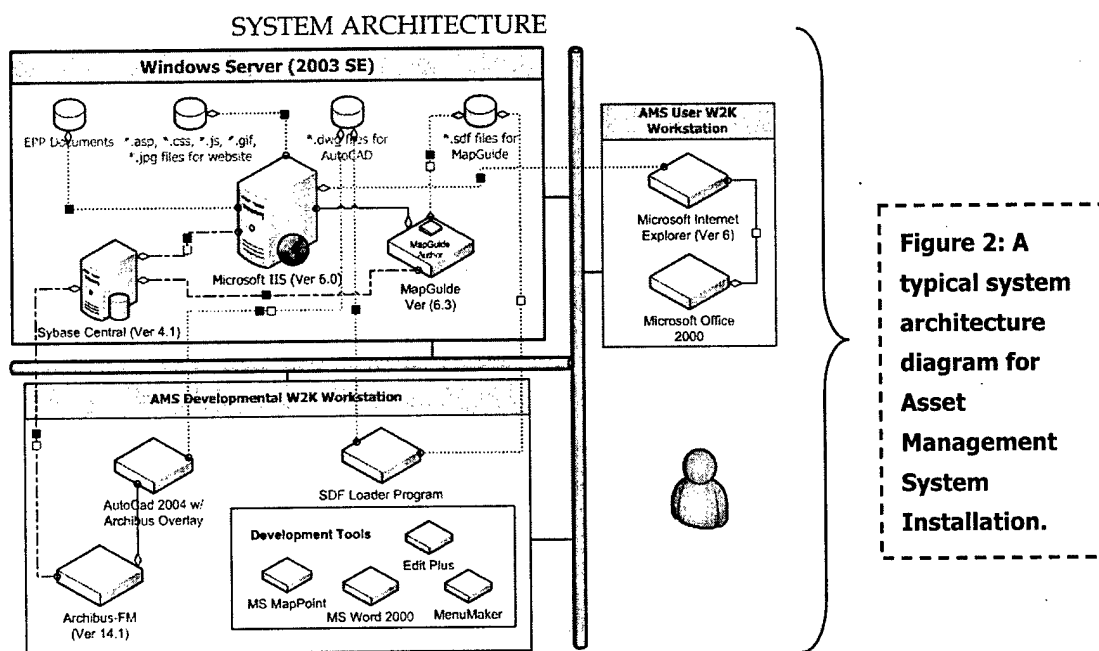 SYSTEM ARCHITECTURE
Windows Server (2003 SE)
EPP Documents
*.asp, *.css, *.js, *.gif,
*.jpg files for website
*.dwg files for
AutoCAD
*.sdf files for
MapGuide
Microsoft IIS (Ver 6.0)
MapGuide
Author
MapGuide
Ver (6.3)
Sybase Central (Ver 4.1)
AMS User W2K
Workstation
Microsoft Internet
Explorer (Ver 6)
Microsoft Office
2000
AMS Developmental W2K Workstation
AutoCad 2004 w/
Archibus Overlay
SDF Loader Program
Archibus-FM
(Ver 14.1)
Development Tools
Edit Plus
MS MapPoint
MS Word 2000
MenuMaker
Figure 2: A
typical system
architecture
diagram for
Asset
Management
System
Installation.